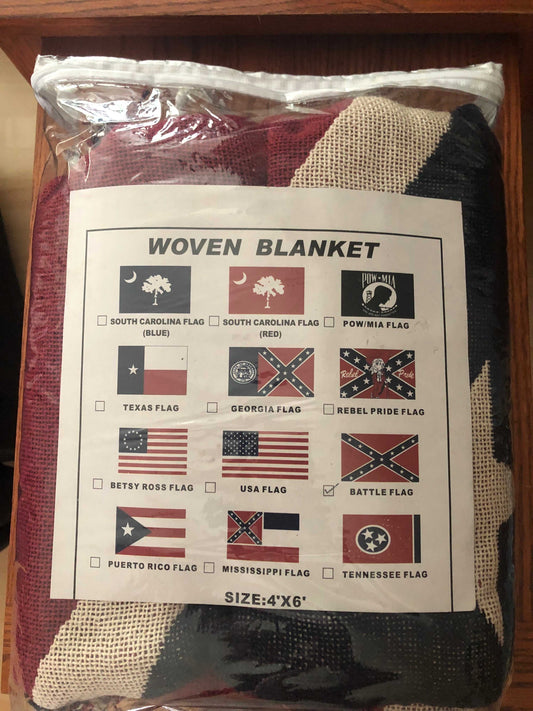 WOVEN BLANKET
POW★MIA
SOUTH CAROLINA FLAG
(BLUE)
SOUTH CAROLINA FLAG
(RED)
POW/MIA FLAG
Rebel Pride
TEXAS FLAG
GEORGIA FLAG
REBEL PRIDE FLAG
BETSY ROSS FLAG
USA FLAG
BATTLE FLAG
PUERTO RICO FLAG
MISSISSIPPI FLAG
TENNESSEE FLAG
SIZE:4'X6'